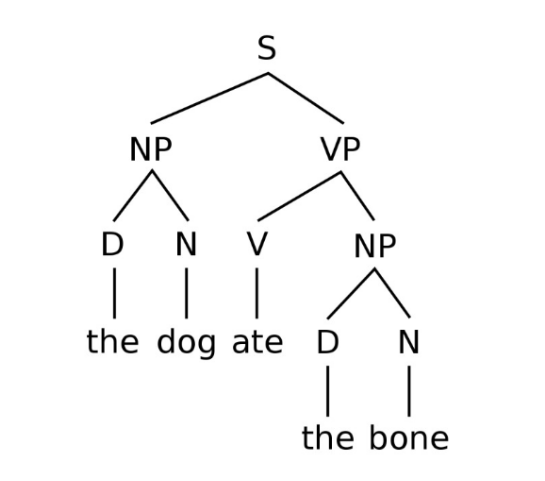 S
NP VP
D N V NP
the dog ate D N
the bone